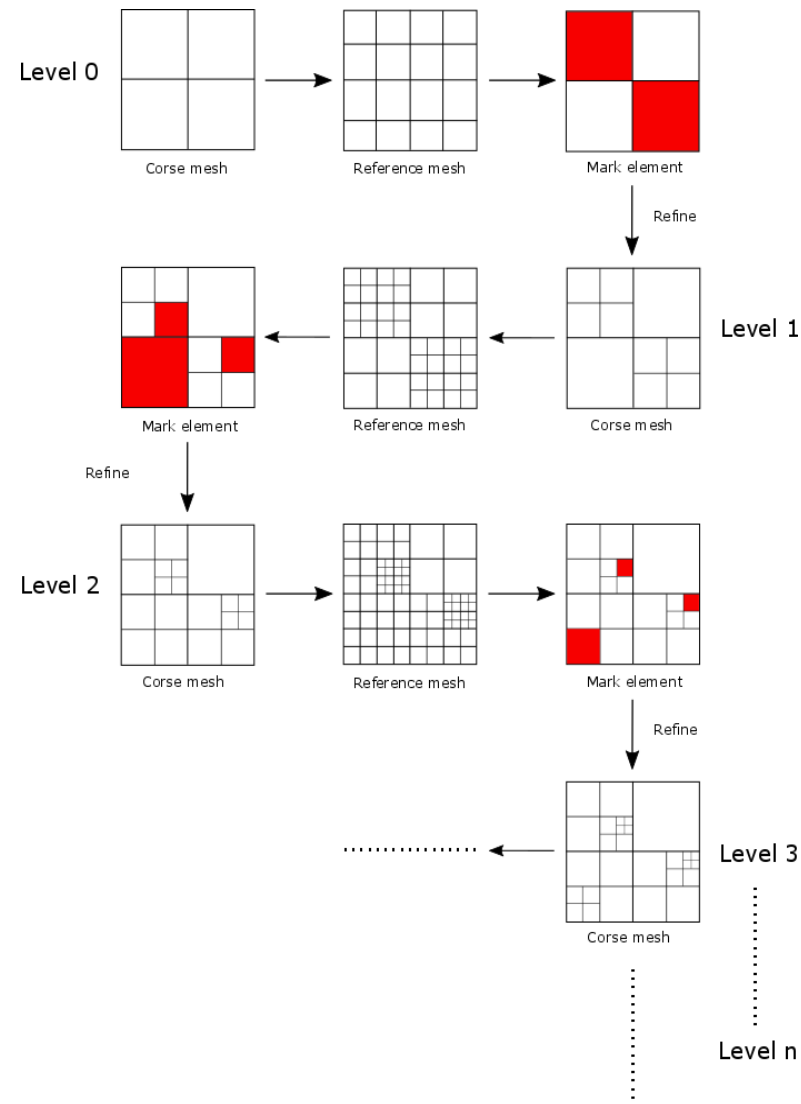 Level 0
Corse mesh
Reference mesh
Mark element
Refine
Mark element
Reference mesh
Corse mesh
Level 1
Refine
Level 2
Corse mesh
Reference mesh
Mark element
Refine
Level 3
Corse mesh
Level n